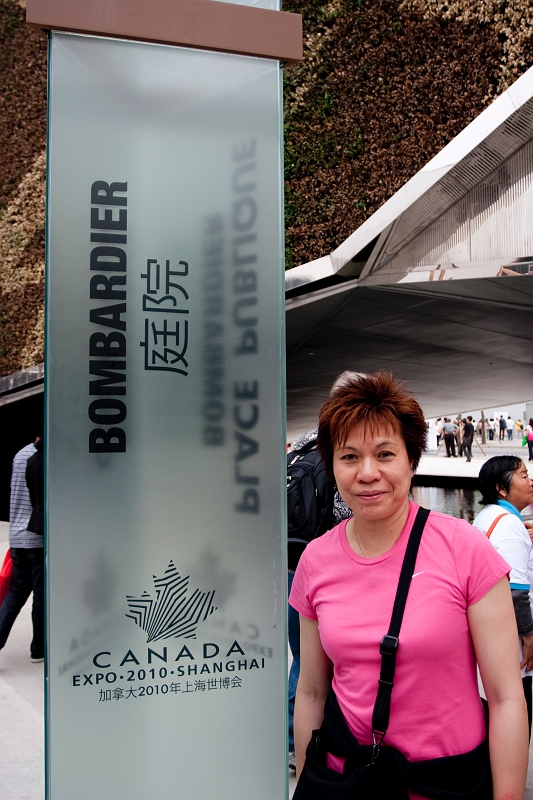 BOMBARDIER
庭院
BOMBARDIER
PLACE PUBLIQUE
CANADA
EXPO·2010·SHANGHAI
加拿大2010年上海世博会